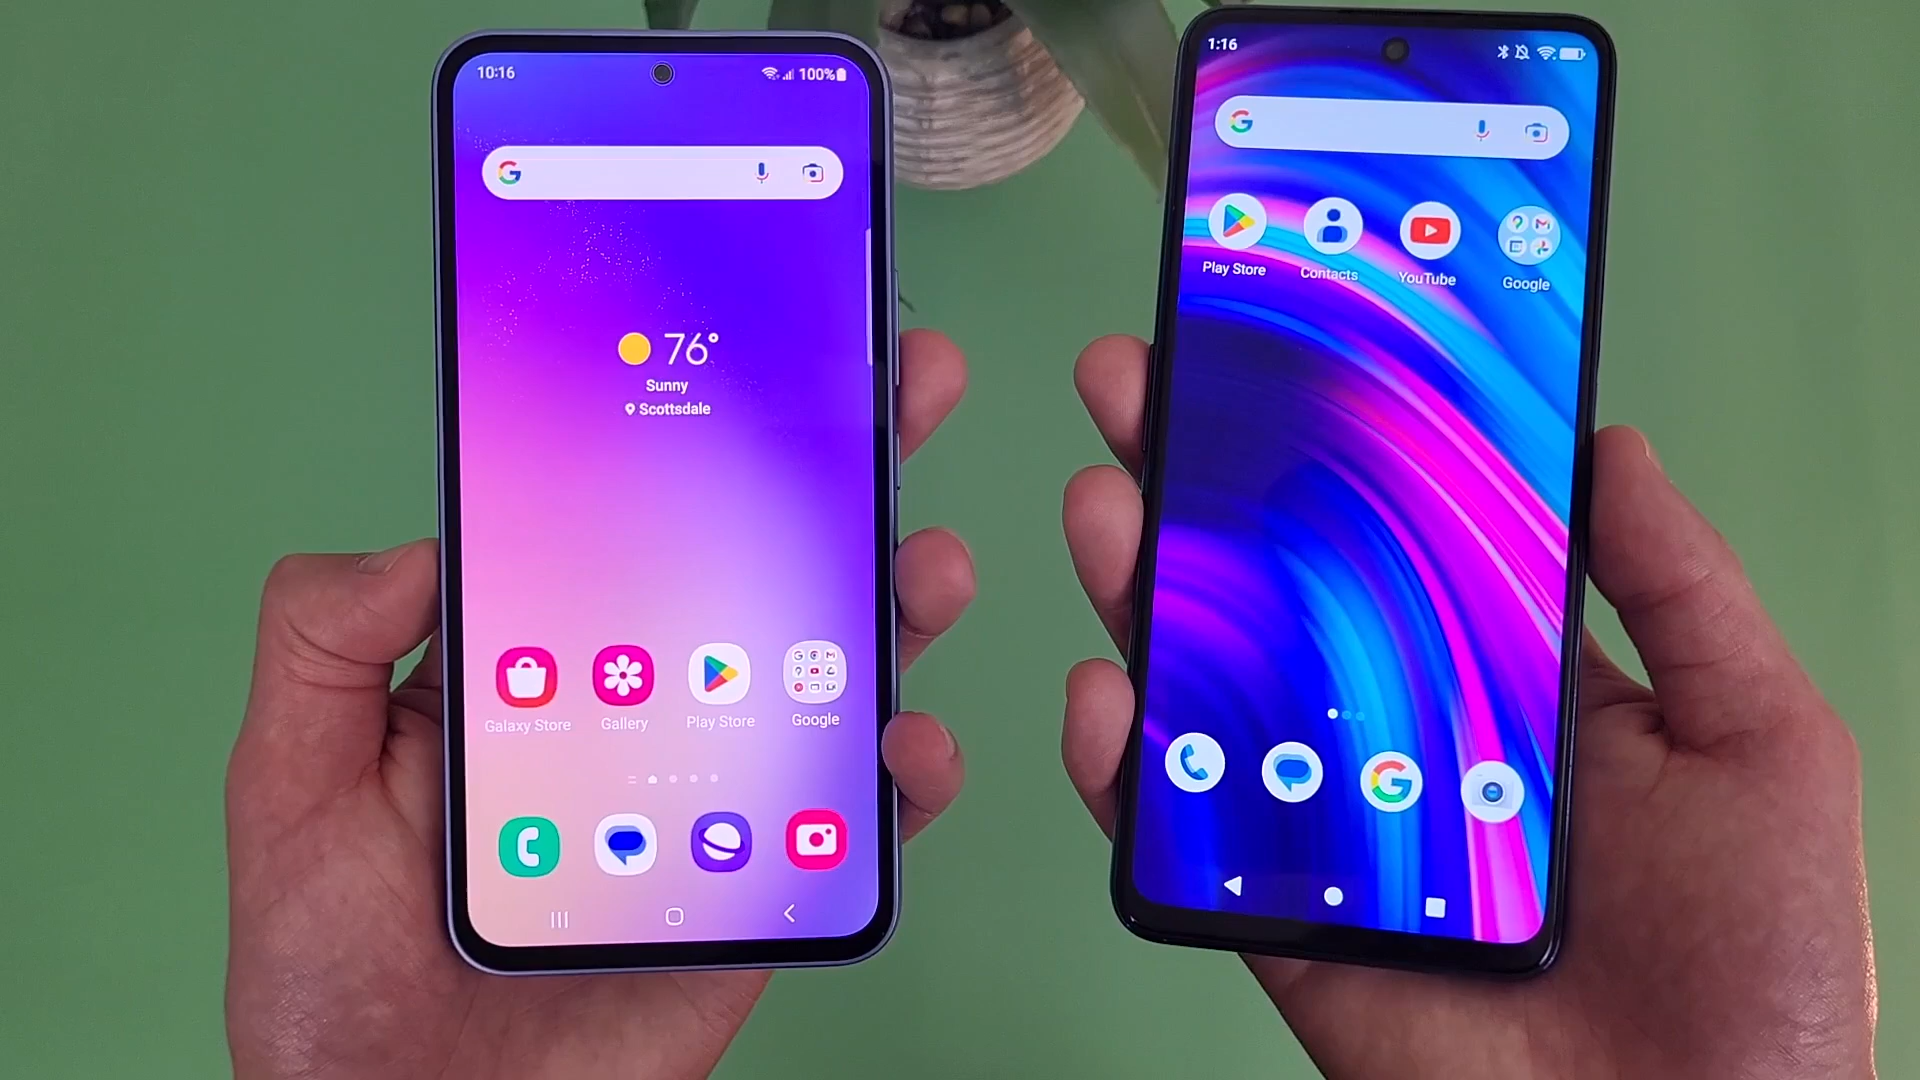 10:16
100%
76°
Sunny
Scottsdale
Galaxy Store
Gallery
Play Store
Google
1:16
Play Store
Contacts
YouTube
Google